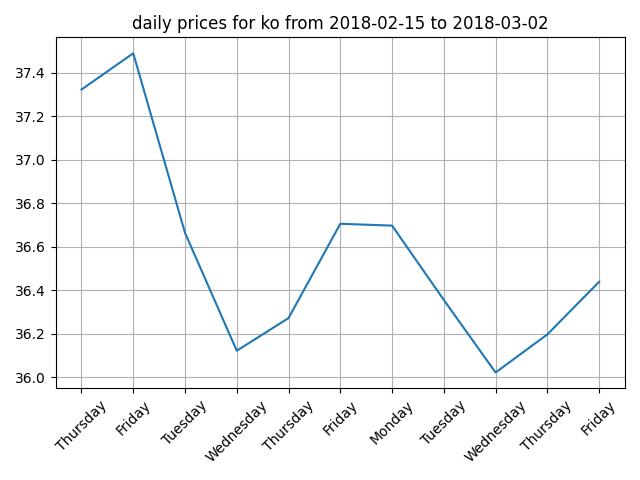 daily prices for ko from 2018-02-15 to 2018-03-02
37.4
37.2
37.0
36.8
36.6
36.4
36.2
36.0
Thursday
Friday
Tuesday
Wednesday
Thursday
Friday
Monday
Tuesday
Wednesday
Thursday
Friday